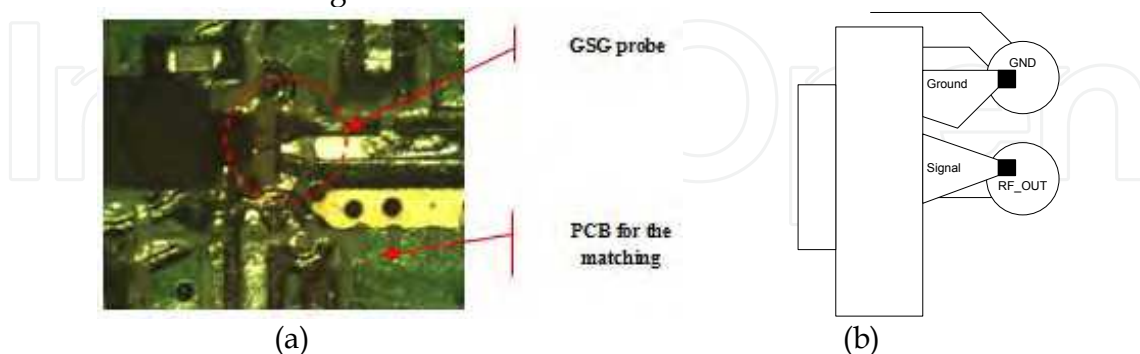 GSG probe
PCB for the
matching
(a)
GND
Ground
Signal
RF_OUT
(b)